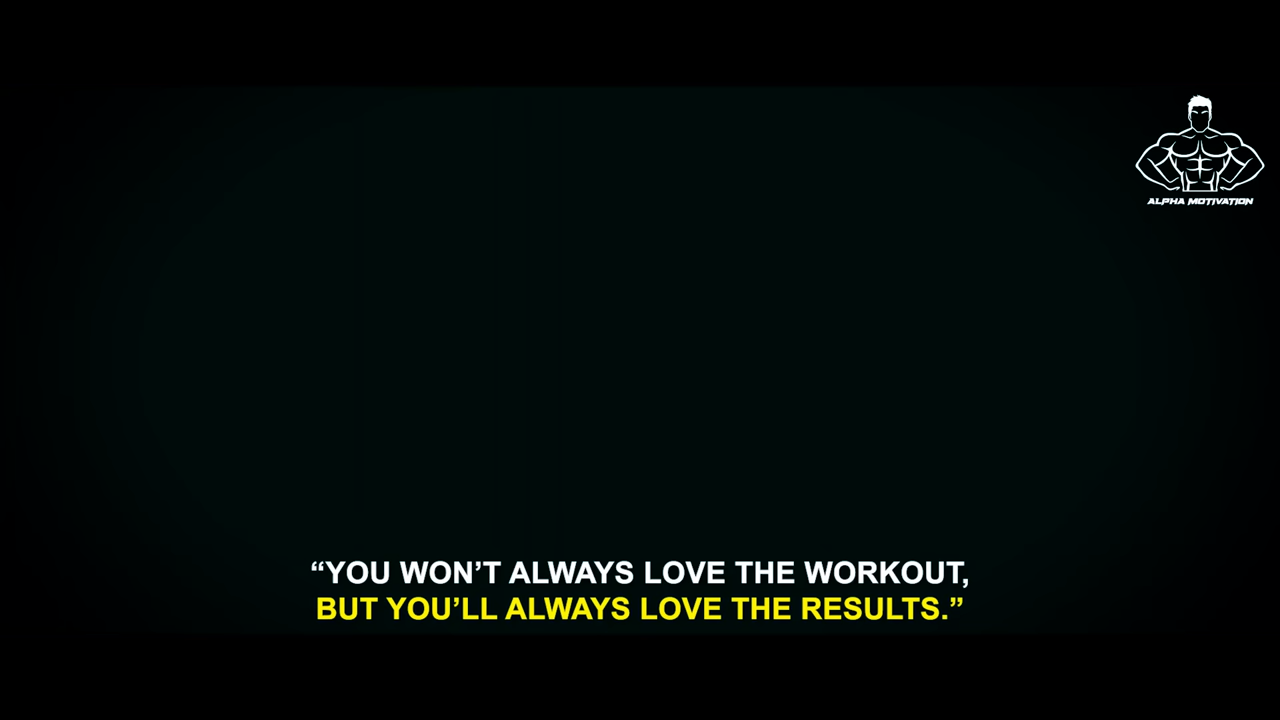 ALPHA MOTIVATION
“YOU WON’T ALWAYS LOVE THE WORKOUT,
BUT YOU’LL ALWAYS LOVE THE RESULTS.”